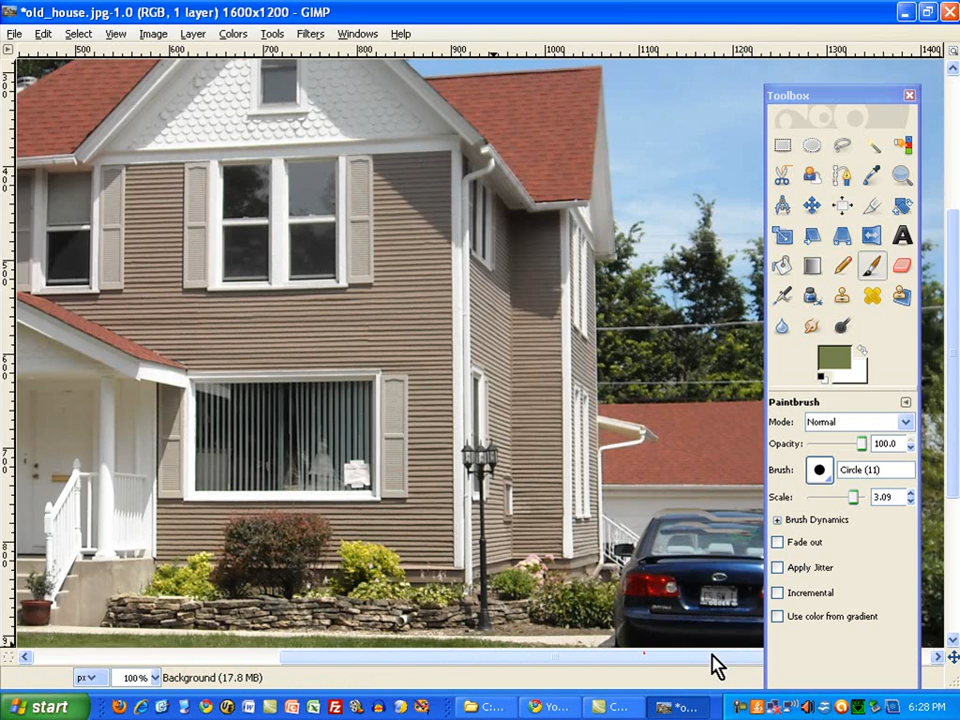 *old_house.jpg-1.0 (RGB, 1 layer) 1600x1200 - GIMP
File Edit Select View Image Layer Colors Tools Filters Windows Help
500 600 700 800 900 1000 1100 1200 1300 1400
Toolbox
Paintbrush
Mode: Normal
Opacity: 100.0
Brush: Circle (11)
Scale: 3.09
Brush Dynamics
Fade out
Apply Jitter
Incremental
Use color from gradient
px 100% Background (17.8 MB)
start C:... Yo... C... *o... 6:28 PM